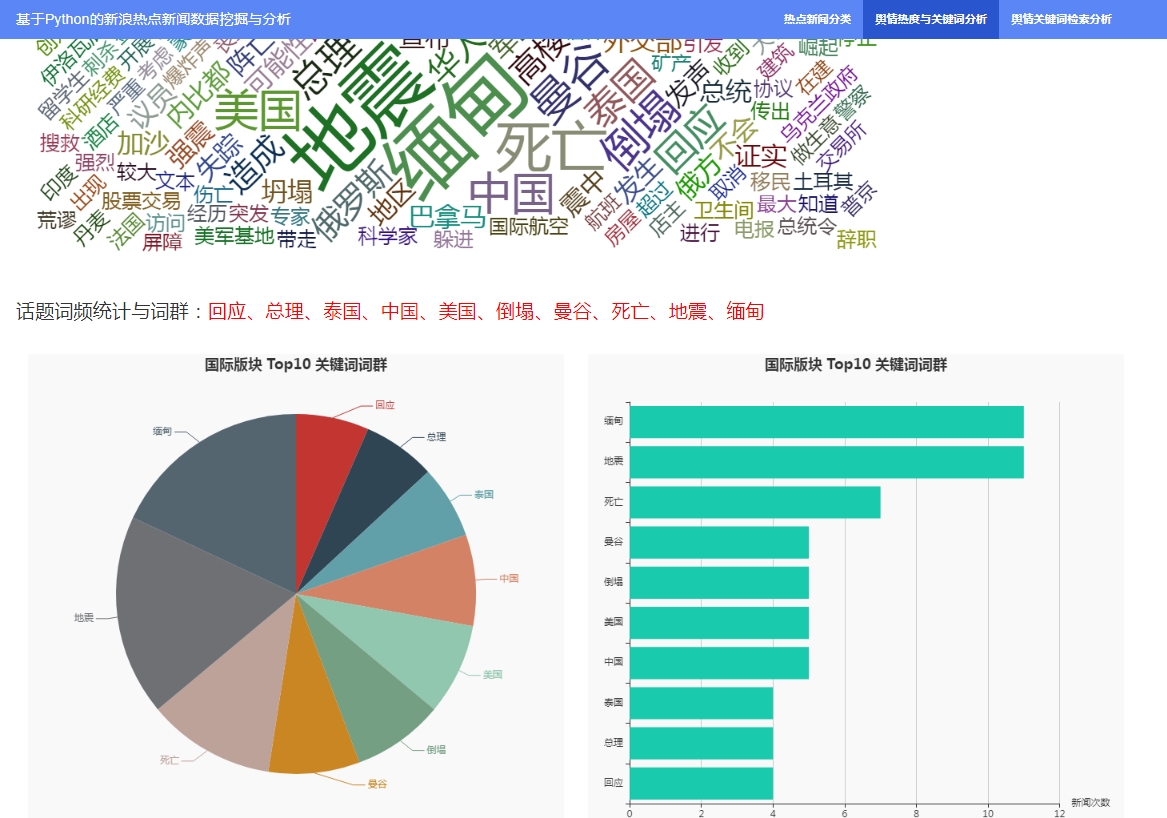 基于Python的新浪热点新闻数据挖掘与分析
热点新闻分类
舆情热度与关键词分析
舆情关键词检索分析
伊洛瓦
刺杀
开展
考虑
爆炸声
阵亡
可能性
总理
地震
华人
宣布
高楼
曼谷
外交部
引发
收到
建筑
崛起
停止
留学生
科研经费
严重
议员
内比都
美国
缅甸
泰国
矿产
发声
总统
协议
在建
乌克兰政府
警察
搜救
酒店
加沙
强震
失踪
造成
死亡
倒塌
回应
不会
传出
证实
做生意
交易所
强烈
较大
文本
印度
出现
股票交易
伤亡
坍塌
俄罗斯
地区
中国
震中
发生
俄方
取消
移民
土耳其
荒谬
丹麦
法国
访问
经历
突发
专家
巴拿马
国际航空
航班
房屋
超过
店主
卫生间
最大
知道
普京
屏障
美军基地
带走
科学家
躲进
进行
电报
总统令
辞职
话题词频统计与词群：回应、总理、泰国、中国、美国、倒塌、曼谷、死亡、地震、缅甸
国际版块 Top10 关键词词群
回应
总理
泰国
中国
美国
倒塌
曼谷
死亡
地震
缅甸
国际版块 Top10 关键词词群
缅甸
地震
死亡
曼谷
倒塌
美国
中国
泰国
总理
回应
0 2 4 6 8 10 12
新闻次数